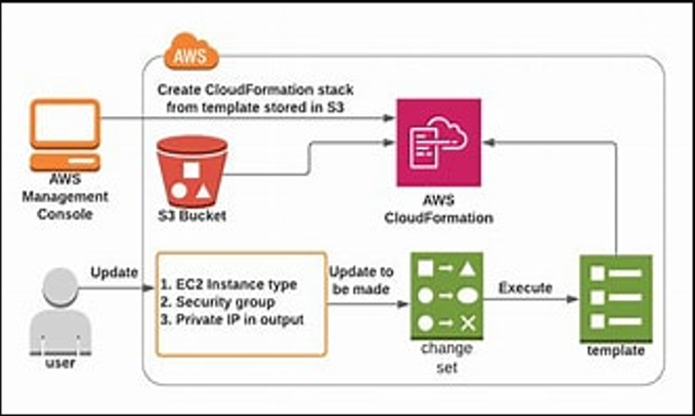 AWS
Create CloudFormation stack
from template stored in S3
AWS
Management
Console
S3 Bucket
AWS
CloudFormation
Update
1. EC2 Instance type
2. Security group
3. Private IP in output
Update to
be made
Execute
user
change
set
template